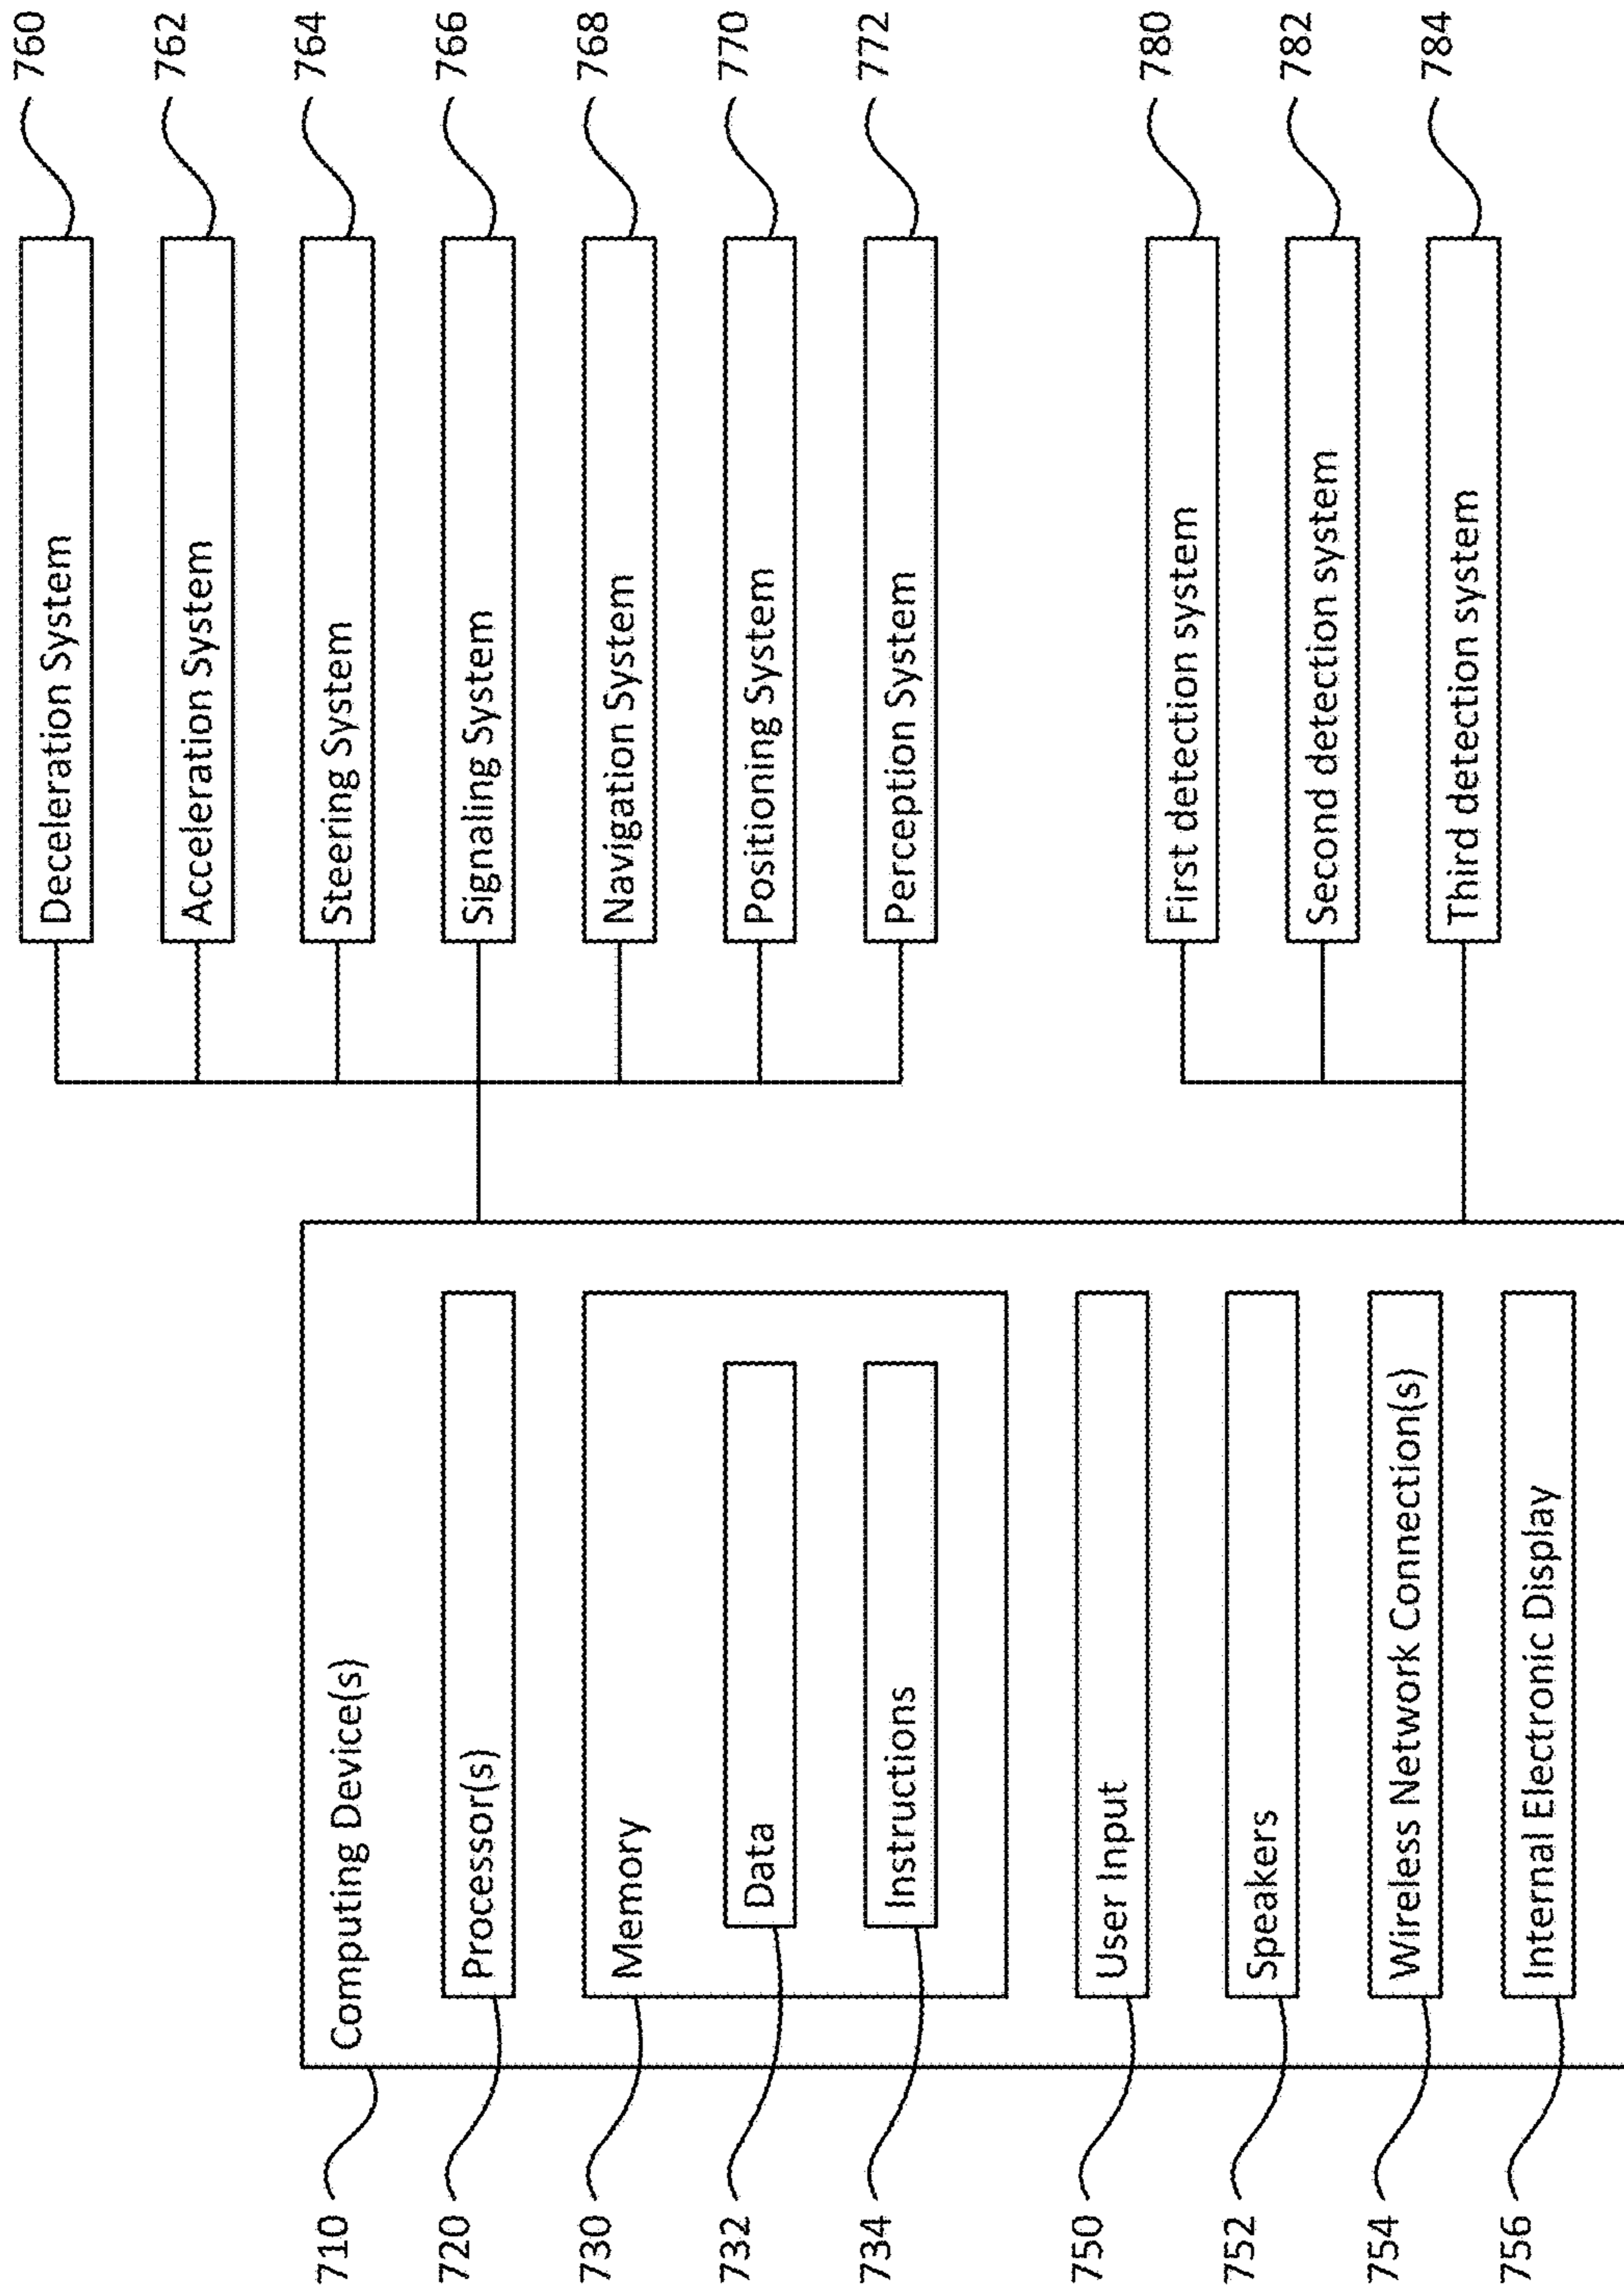 710
Computing Device(s)
720
Processor(s)
730
Memory
732
Data
734
Instructions
750
User Input
752
Speakers
754
Wireless Network Connection(s)
756
Internal Electronic Display
Deceleration System
760
Acceleration System
762
Steering System
764
Signaling System
766
Navigation System
768
Positioning System
770
Perception System
772
First detection system
780
Second detection system
782
Third detection system
784